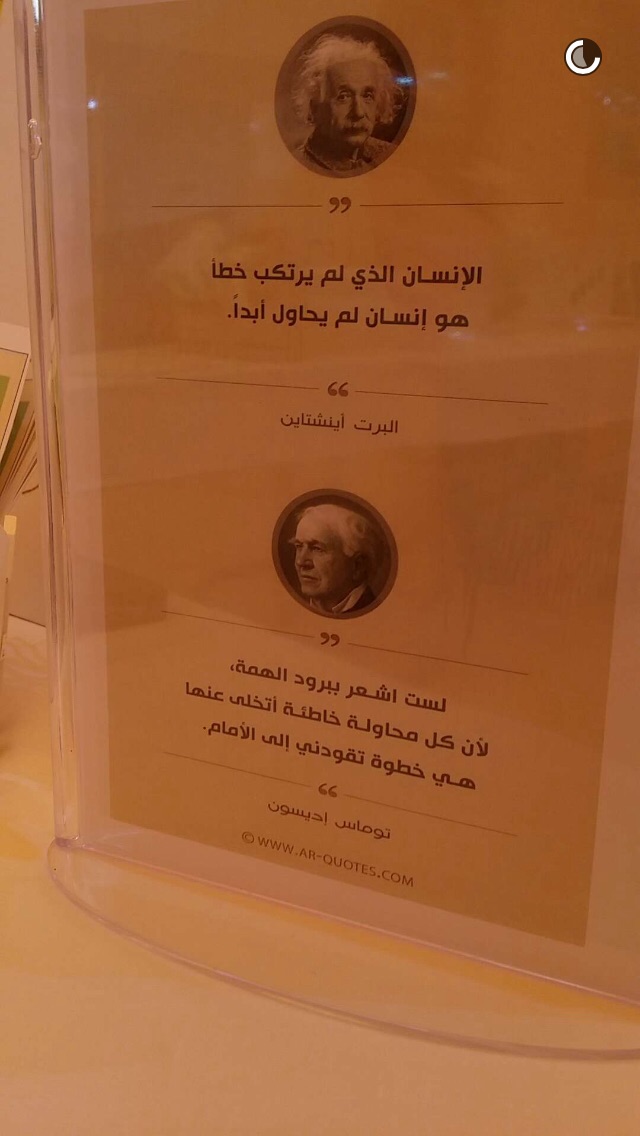 ”
الإنسان الذي لم يرتكب خطأ
هو إنسان لم يحاول أبداً.
“
البرت أينشتاين
”
لست اشعر ببرود الهمة،
لأن كل محاولة خاطئة أتخلى عنها
هي خطوة تقودني إلى الأمام.
“
توماس إديسون
© WWW.AR-QUOTES.COM